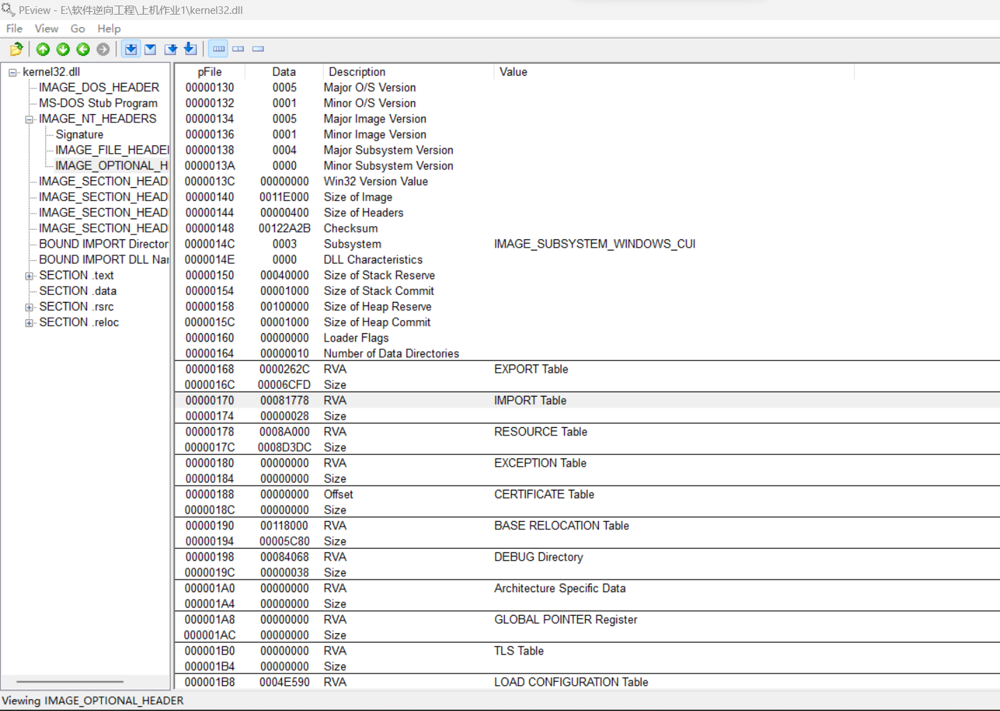 PEview - E:\软件逆向工程\上机作业1\kernel32.dll
File View Go Help
kernel32.dll
IMAGE_DOS_HEADER
MS-DOS Stub Program
IMAGE_NT_HEADERS
Signature
IMAGE_FILE_HEADEI
IMAGE_OPTIONAL_H
IMAGE_SECTION_HEAD
IMAGE_SECTION_HEAD
IMAGE_SECTION_HEAD
IMAGE_SECTION_HEAD
BOUND IMPORT Director
BOUND IMPORT DLL Nar
SECTION .text
SECTION .data
SECTION .rsrc
SECTION .reloc
pFile Data Description Value
00000130 0005 Major O/S Version
00000132 0001 Minor O/S Version
00000134 0005 Major Image Version
00000136 0001 Minor Image Version
00000138 0004 Major Subsystem Version
0000013A 0000 Minor Subsystem Version
0000013C 00000000 Win32 Version Value
00000140 0011E000 Size of Image
00000144 00000400 Size of Headers
00000148 00122A2B Checksum
0000014C 0003 Subsystem IMAGE_SUBSYSTEM_WINDOWS_CUI
0000014E 0000 DLL Characteristics
00000150 00040000 Size of Stack Reserve
00000154 00001000 Size of Stack Commit
00000158 00100000 Size of Heap Reserve
0000015C 00001000 Size of Heap Commit
00000160 00000000 Loader Flags
00000164 00000010 Number of Data Directories
00000168 0000262C RVA EXPORT Table
0000016C 00006CFD Size
00000170 00081778 RVA IMPORT Table
00000174 00000028 Size
00000178 0008A000 RVA RESOURCE Table
0000017C 0008D3DC Size
00000180 00000000 RVA EXCEPTION Table
00000184 00000000 Size
00000188 00000000 Offset CERTIFICATE Table
0000018C 00000000 Size
00000190 00118000 RVA BASE RELOCATION Table
00000194 00005C80 Size
00000198 00084068 RVA DEBUG Directory
0000019C 00000038 Size
000001A0 00000000 RVA Architecture Specific Data
000001A4 00000000 Size
000001A8 00000000 RVA GLOBAL POINTER Register
000001AC 00000000 Size
000001B0 00000000 RVA TLS Table
000001B4 00000000 Size
000001B8 0004E590 RVA LOAD CONFIGURATION Table
Viewing IMAGE_OPTIONAL_HEADER